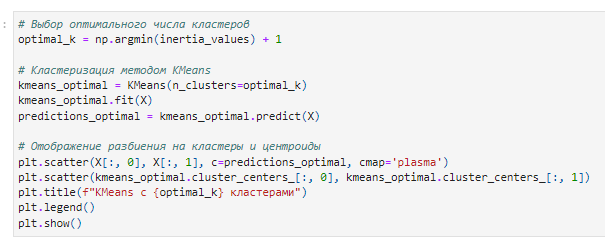 :
# Выбор оптимального числа кластеров
optimal_k = np.argmin(inertia_values) + 1
# Кластеризация методом KMeans
kmeans_optimal = KMeans(n_clusters=optimal_k)
kmeans_optimal.fit(X)
predictions_optimal = kmeans_optimal.predict(X)
# Отображение разбиения на кластеры и центроиды
plt.scatter(X[:, 0], X[:, 1], c=predictions_optimal, cmap='plasma')
plt.scatter(kmeans_optimal.cluster_centers_[:, 0], kmeans_optimal.cluster_centers_[:, 1])
plt.title(f"KMeans с {optimal_k} кластерами")
plt.legend()
plt.show()